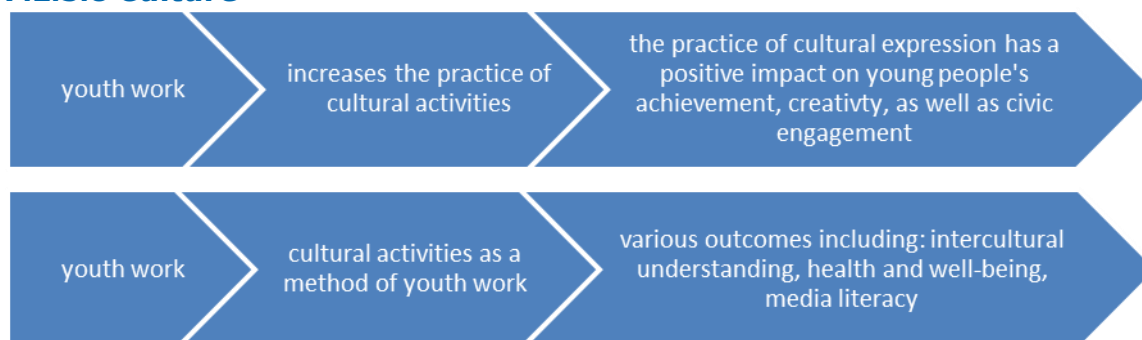 youth work
increases the practice of
cultural activities
the practice of cultural expression has a
positive impact on young people's
achievement, creativty, as well as civic
engagement
youth work
cultural activities as a
method of youth work
various outcomes including: intercultural
understanding, health and well-being,
media literacy